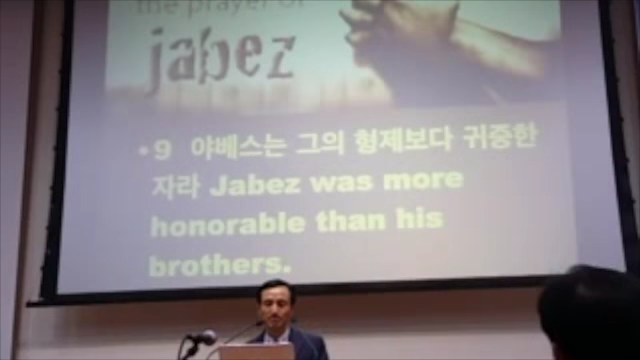 the prayer of
jabez
• 9 야베스는 그의 형제보다 귀중한
자라 Jabez was more
honorable than his
brothers.